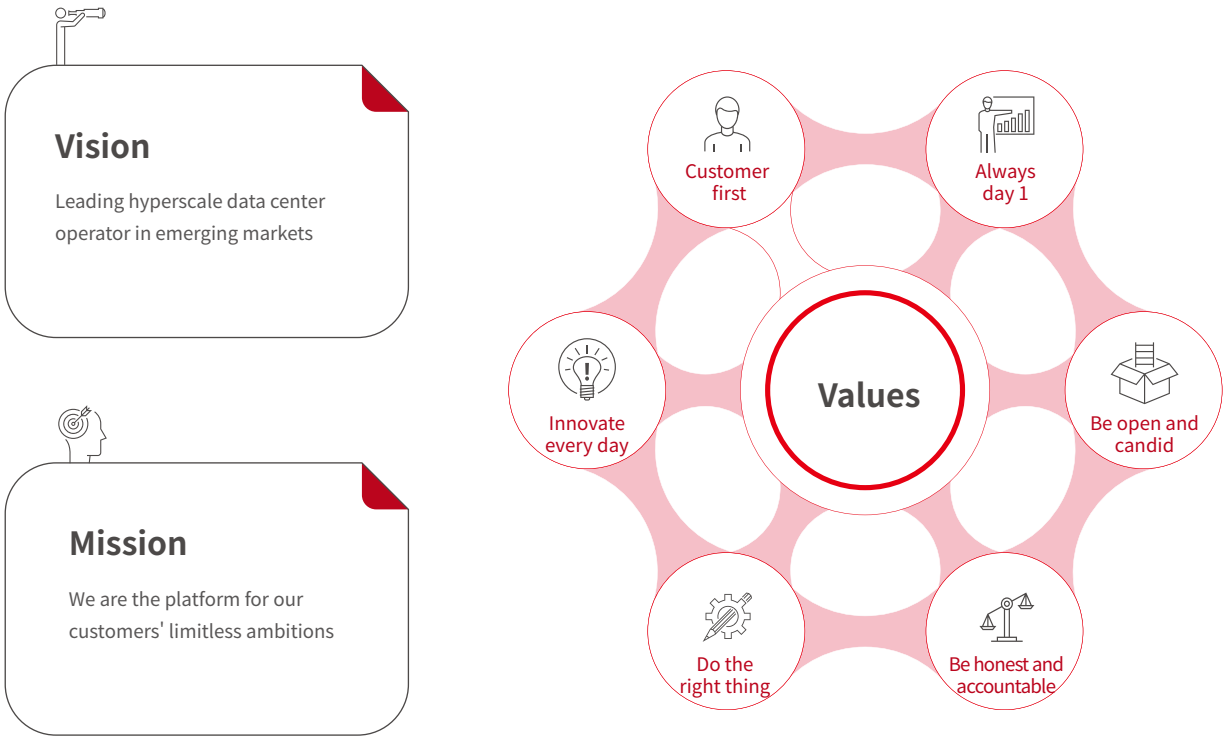 Vision
Leading hyperscale data center
operator in emerging markets
Mission
We are the platform for our
customers' limitless ambitions
Values
Customer
first
Always
day 1
Be open and
candid
Be honest and
accountable
Do the
right thing
Innovate
every day